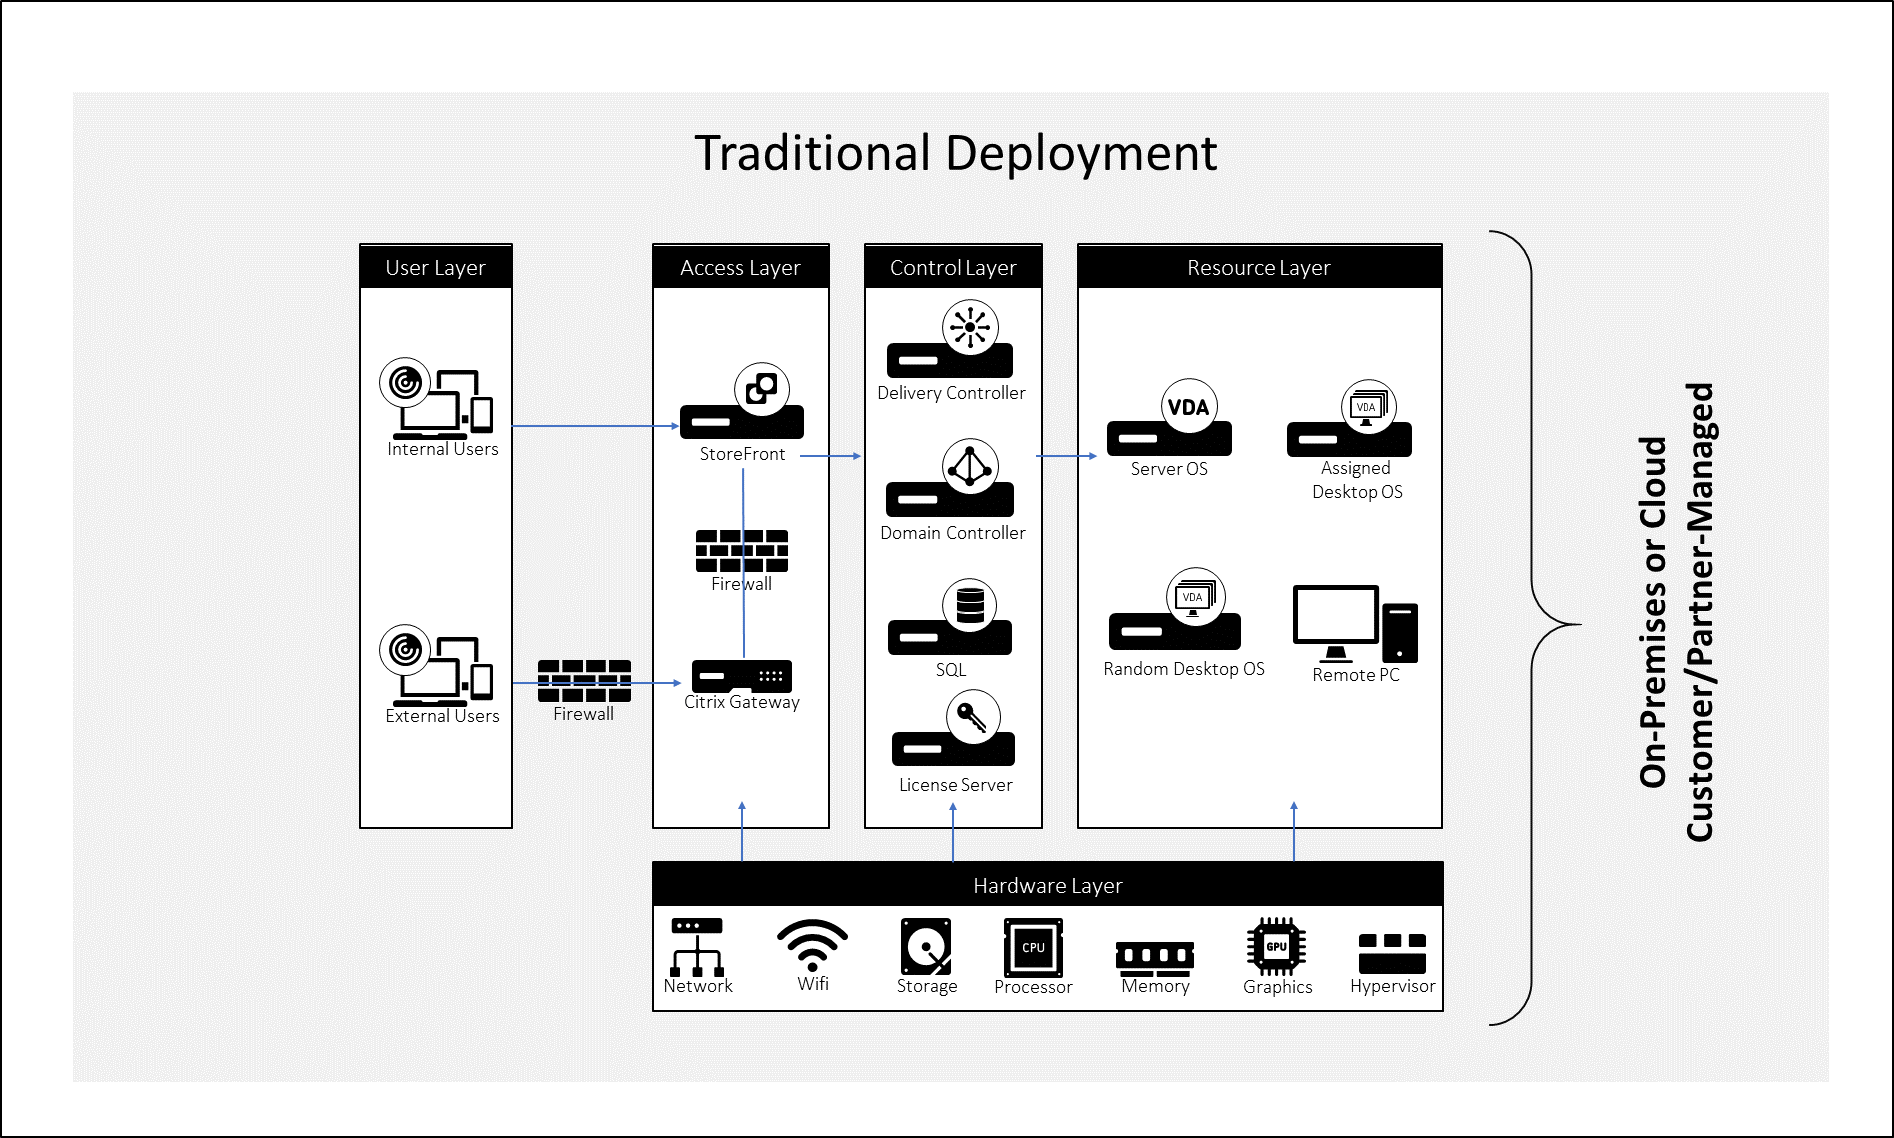 Traditional Deployment
User Layer
Internal Users
External Users
Firewall
Access Layer
StoreFront
Firewall
Citrix Gateway
Control Layer
Delivery Controller
Domain Controller
SQL
License Server
Resource Layer
VDA
Server OS
VDA
Assigned
Desktop OS
VDA
Random Desktop OS
Remote PC
Hardware Layer
Network
Wifi
Storage
CPU
Processor
Memory
GPU
Graphics
Hypervisor
On-Premises or Cloud
Customer/Partner-Managed